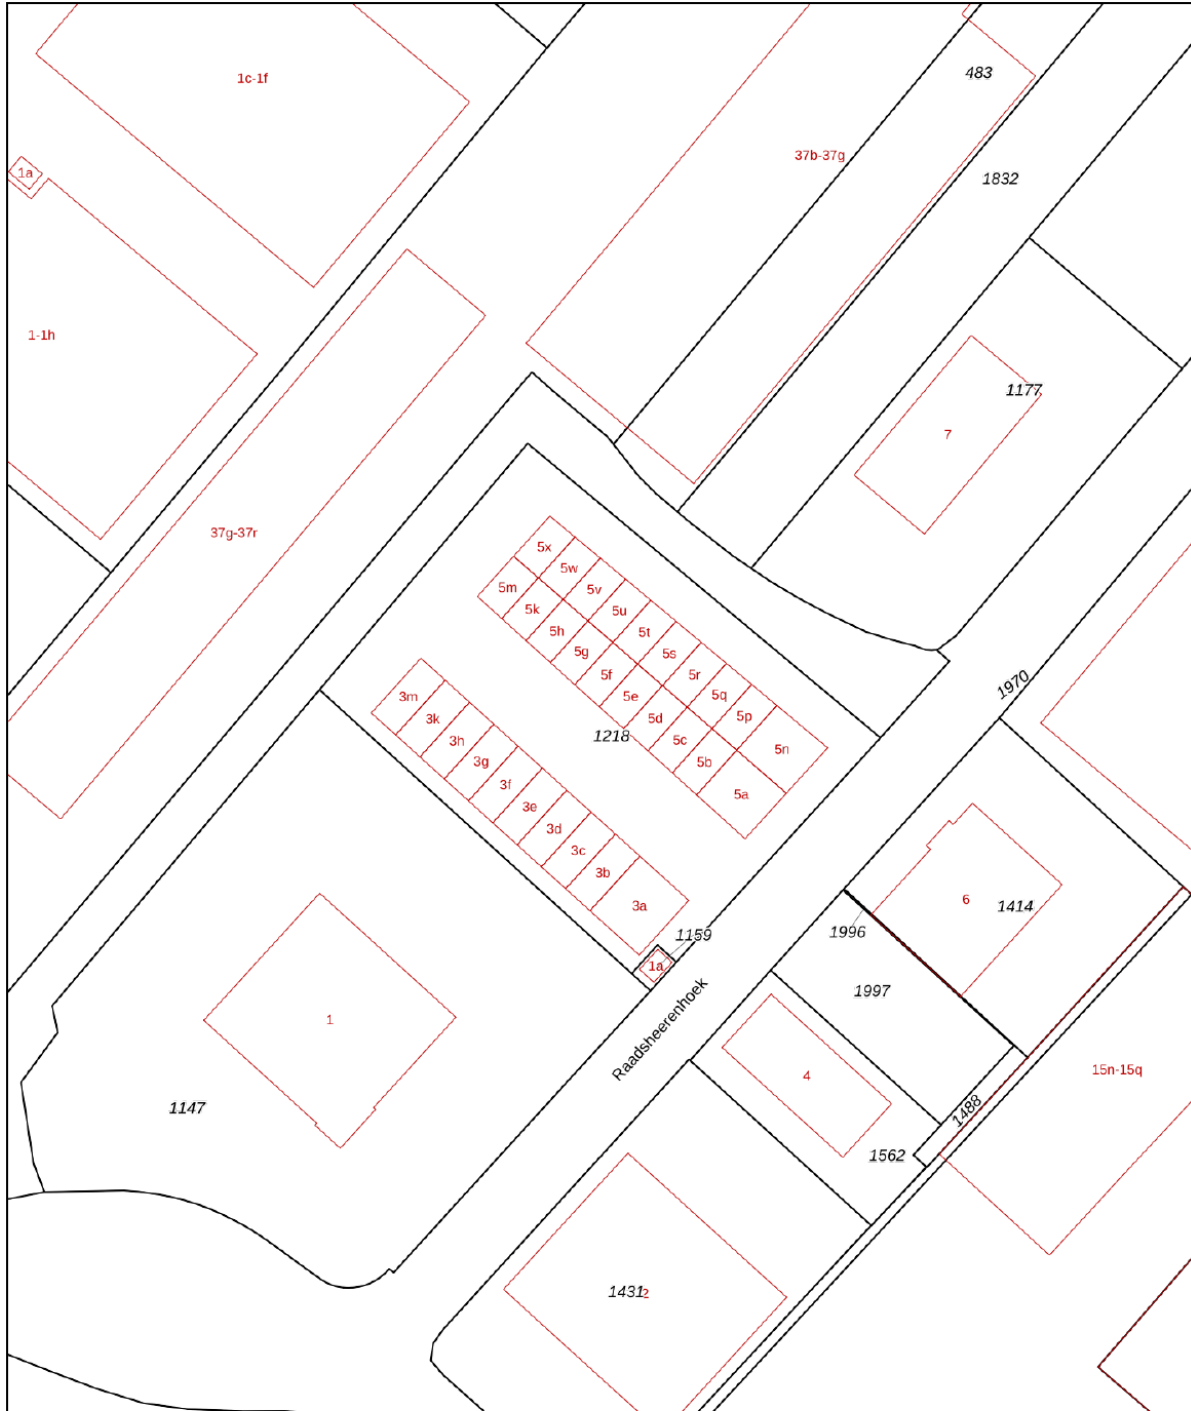 483
1c-1f
37b-37g
1a
1832
1-1h
1177
7
37g-37r
5x
5w
5m
5v
5k
5u
5h
5t
5g
5s
5f
5r
5e
5q
5d
5p
5c
5n
5b
5a
1218
1970
3m
3k
3h
3g
3f
3e
3d
3c
3b
3a
6
1414
1996
1159
1a
1997
1
Raadsheerenhoek
4
15n-15q
1488
1147
1562
1431
2